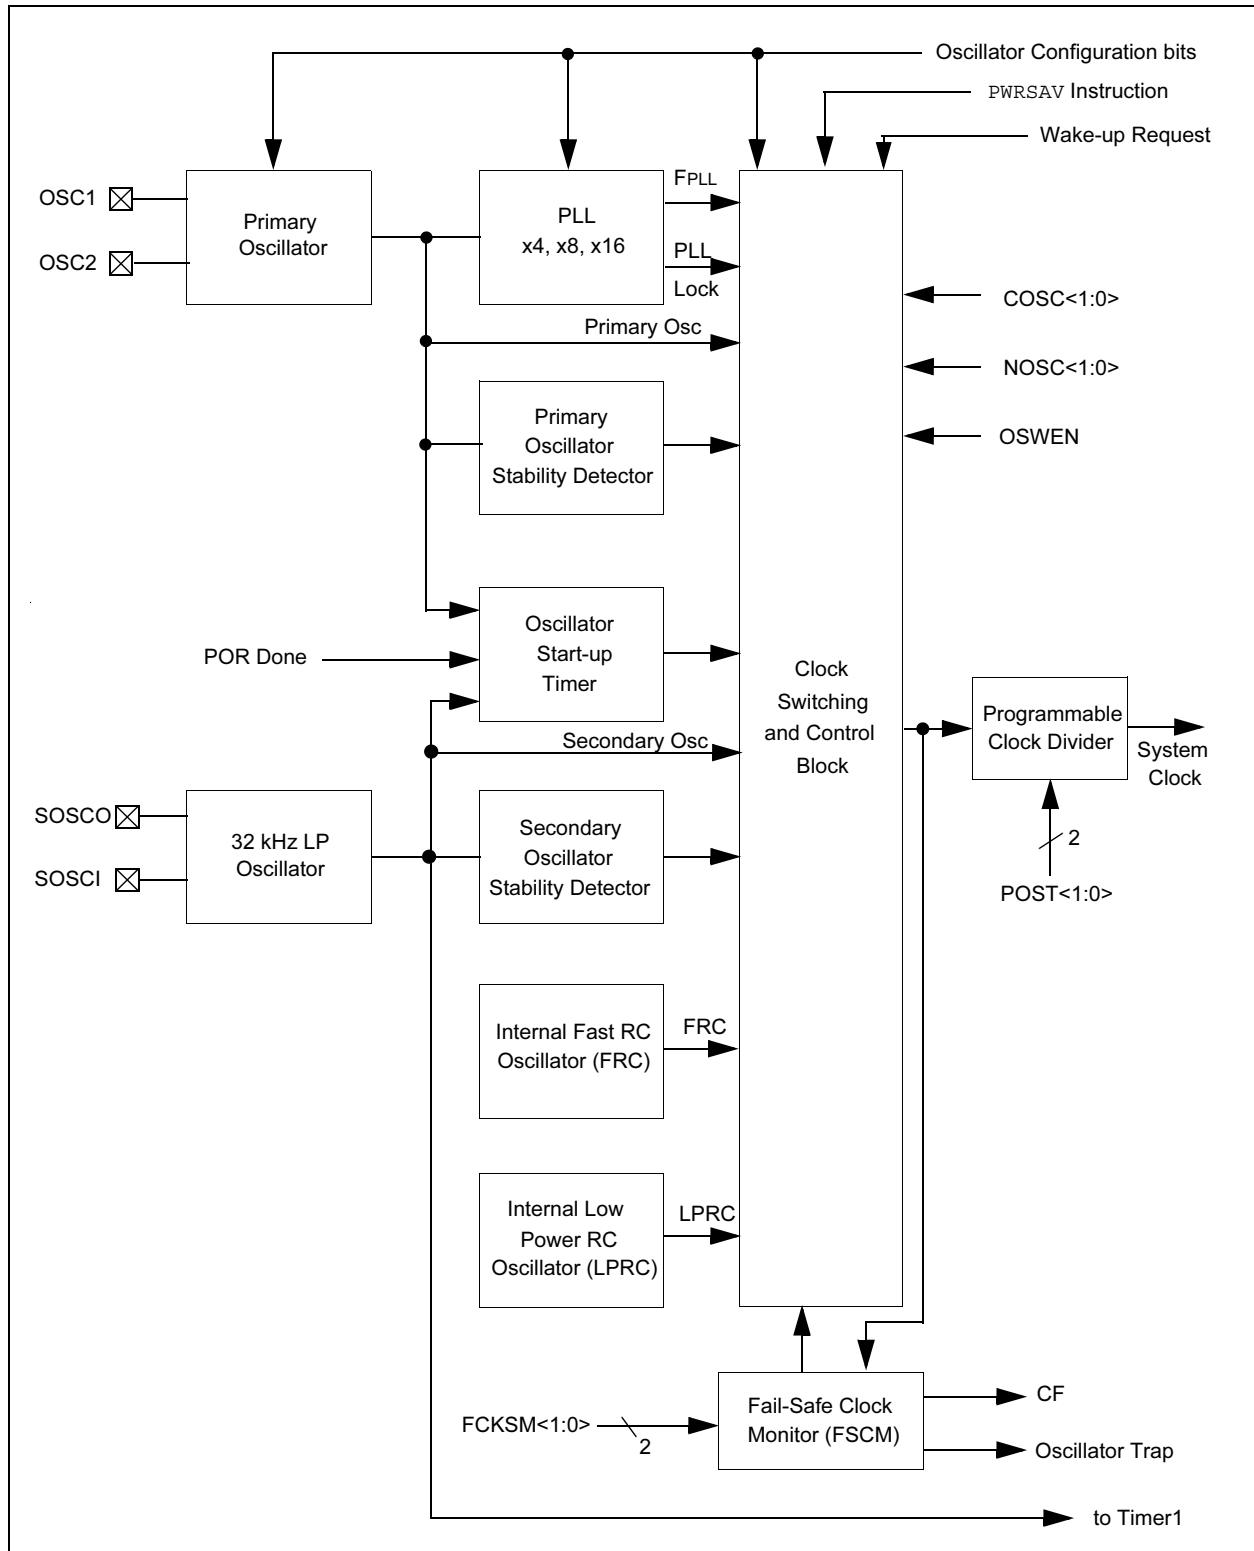 Oscillator Configuration bits
PWRSAV Instruction
Wake-up Request
OSC1
OSC2
Primary
Oscillator
PLL
x4, x8, x16
FPLL
PLL
Lock
Primary Osc
COSC<1:0>
NOSC<1:0>
OSWEN
Primary
Oscillator
Stability Detector
POR Done
Oscillator
Start-up
Timer
Clock
Switching
and Control
Block
Programmable
Clock Divider
System
Clock
2
POST<1:0>
Secondary Osc
SOSCO
SOSCI
32 kHz LP
Oscillator
Secondary
Oscillator
Stability Detector
Internal Fast RC
Oscillator (FRC)
FRC
Internal Low
Power RC
Oscillator (LPRC)
LPRC
FCKSM<1:0>
2
Fail-Safe Clock
Monitor (FSCM)
CF
Oscillator Trap
to Timer1